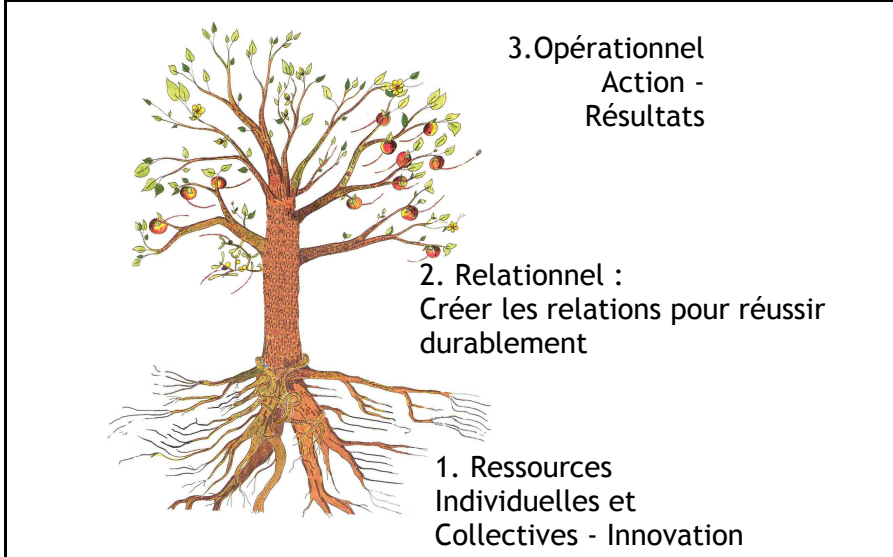 3.Opérationnel
Action -
Résultats
2. Relationnel :
Créer les relations pour réussir
durablement
1. Ressources
Individuelles et
Collectives - Innovation